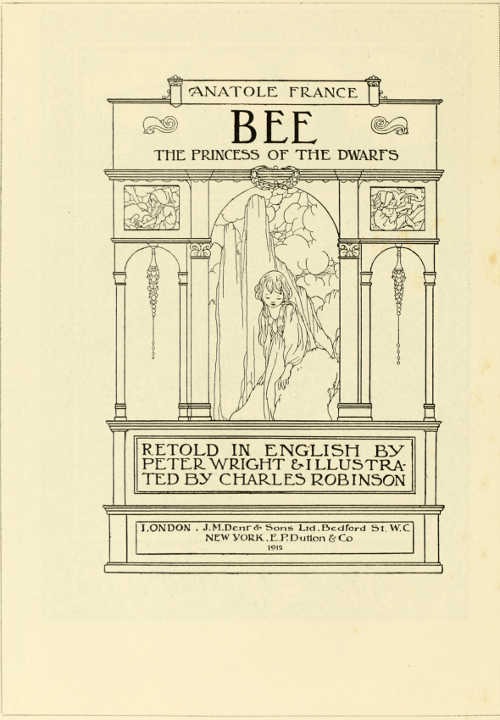 ANATOLE FRANCE
BEE
THE PRINCESS OF THE DWARFS
RETOLD IN ENGLISH BY
PETER WRIGHT & ILLUSTRA-
TED BY CHARLES ROBINSON
LONDON. J.M.Dent & Sons Ltd. Bedford St. W.C
NEW YORK. E.P.Dutton & Co
1912